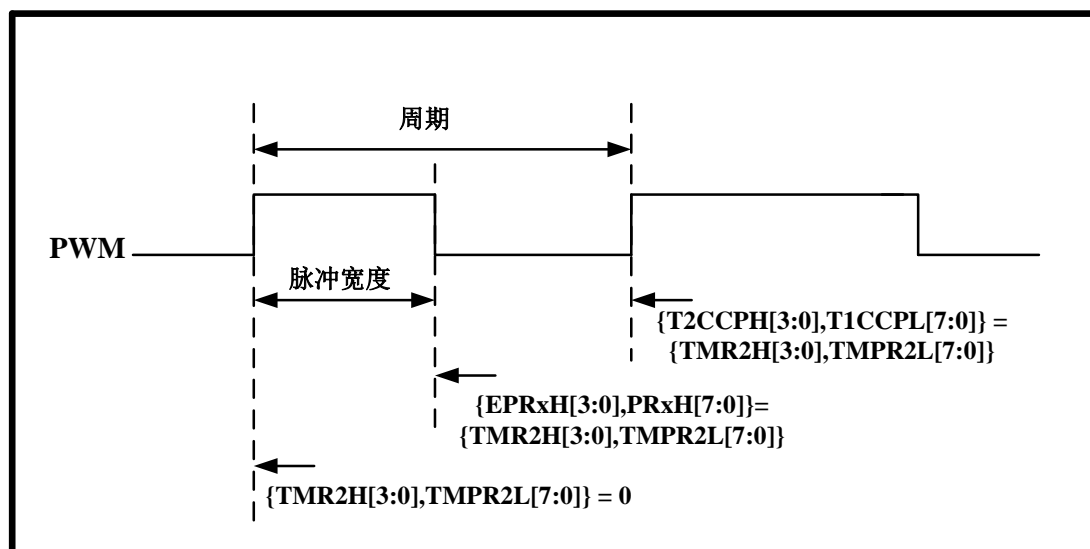 周期
PWM
脉冲宽度
{T2CCPH[3:0],T1CCPL[7:0]} =
{TMR2H[3:0],TMPR2L[7:0]}
{EPRxH[3:0],PRxH[7:0]}=
{TMR2H[3:0],TMPR2L[7:0]}
{TMR2H[3:0],TMPR2L[7:0]} = 0